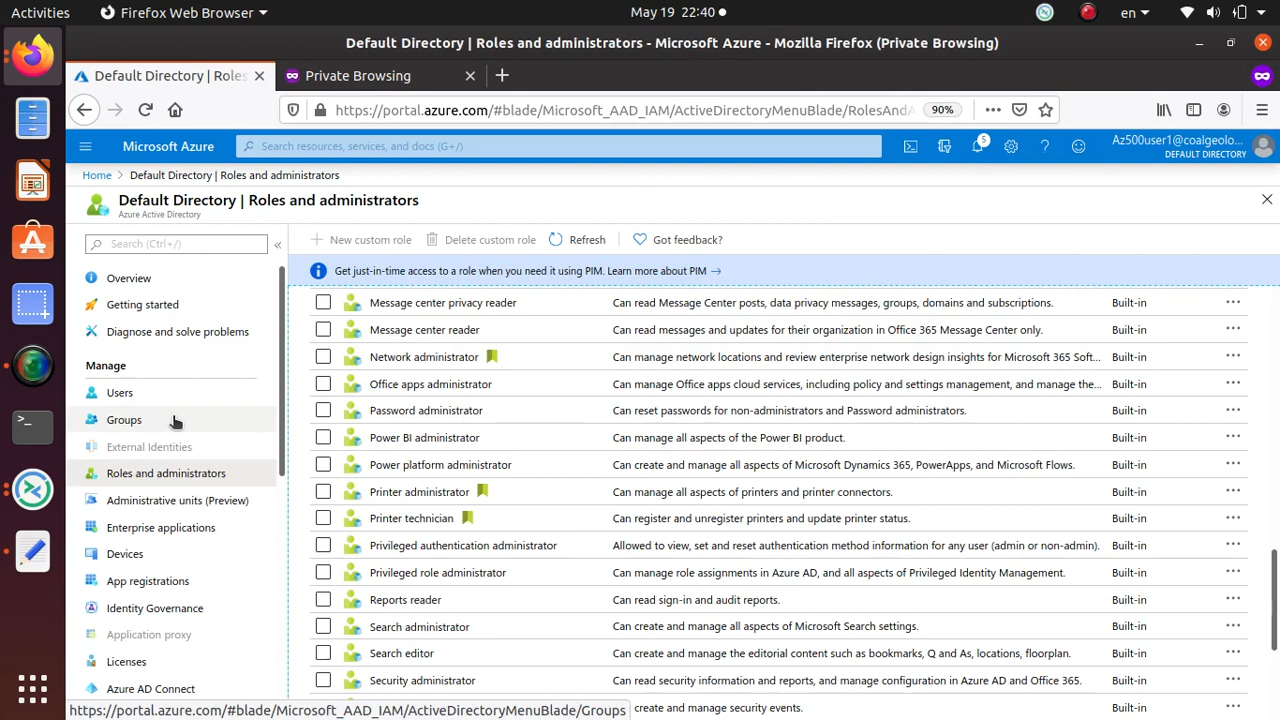 Activities
Firefox Web Browser
May 19 22:40
en
Default Directory | Roles and administrators - Microsoft Azure - Mozilla Firefox (Private Browsing)
Default Directory | Roles
Private Browsing
https://portal.azure.com/#blade/Microsoft_AAD_IAM/ActiveDirectoryMenuBlade/RolesAndA
90%
Microsoft Azure
Search resources, services, and docs (G+/)
5
Az500user1@coalgeolo...
DEFAULT DIRECTORY
Home > Default Directory | Roles and administrators
Default Directory | Roles and administrators
Azure Active Directory
Search (Ctrl+/)
«
New custom role
Delete custom role
Refresh
Got feedback?
Get just-in-time access to a role when you need it using PIM. Learn more about PIM →
Overview
Getting started
Diagnose and solve problems
Manage
Users
Groups
External Identities
Roles and administrators
Administrative units (Preview)
Enterprise applications
Devices
App registrations
Identity Governance
Application proxy
Licenses
Azure AD Connect
Message center privacy reader Can read Message Center posts, data privacy messages, groups, domains and subscriptions. Built-in ...
Message center reader Can read messages and updates for their organization in Office 365 Message Center only. Built-in ...
Network administrator Can manage network locations and review enterprise network design insights for Microsoft 365 Soft... Built-in ...
Office apps administrator Can manage Office apps cloud services, including policy and settings management, and manage the... Built-in ...
Password administrator Can reset passwords for non-administrators and Password administrators. Built-in ...
Power BI administrator Can manage all aspects of the Power BI product. Built-in ...
Power platform administrator Can create and manage all aspects of Microsoft Dynamics 365, PowerApps, and Microsoft Flows. Built-in ...
Printer administrator Can manage all aspects of printers and printer connectors. Built-in ...
Printer technician Can register and unregister printers and update printer status. Built-in ...
Privileged authentication administrator Allowed to view, set and reset authentication method information for any user (admin or non-admin). Built-in ...
Privileged role administrator Can manage role assignments in Azure AD, and all aspects of Privileged Identity Management. Built-in ...
Reports reader Can read sign-in and audit reports. Built-in ...
Search administrator Can create and manage all aspects of Microsoft Search settings. Built-in ...
Search editor Can create and manage the editorial content such as bookmarks, Q and As, locations, floorplan. Built-in ...
Security administrator Can read security information and reports, and manage configuration in Azure AD and Office 365. Built-in ...
create and manage security events. Built-in ...
https://portal.azure.com/#blade/Microsoft_AAD_IAM/ActiveDirectoryMenuBlade/Groups